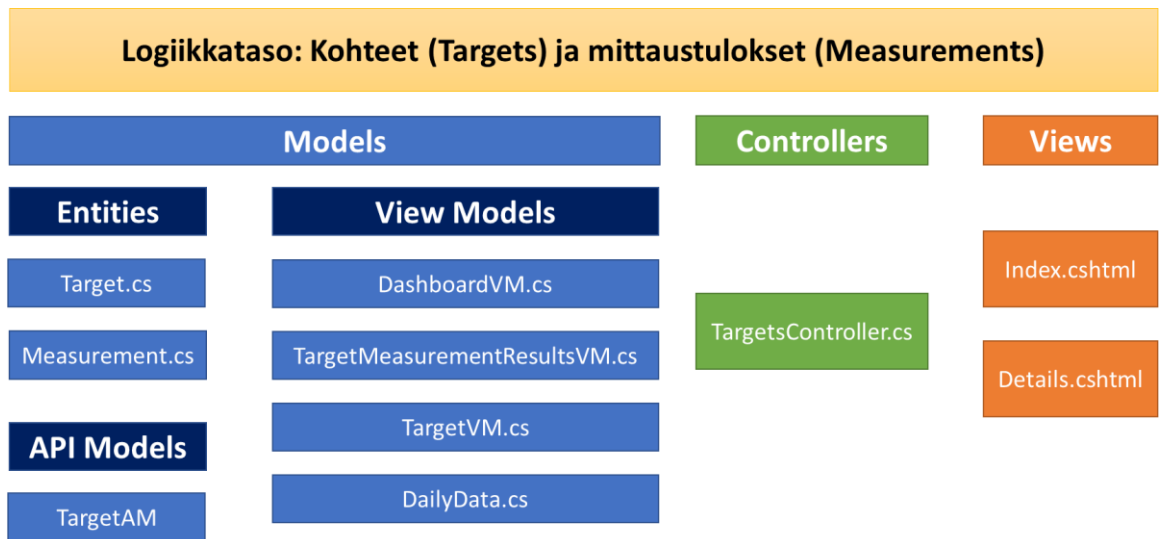 Logiikkataso: Kohteet (Targets) ja mittaustulokset (Measurements)
Models
Controllers
Views
Entities
View Models
Target.cs
DashboardVM.cs
Index.cshtml
Measurement.cs
TargetMeasurementResultsVM.cs
TargetsController.cs
Details.cshtml
API Models
TargetVM.cs
TargetAM
DailyData.cs